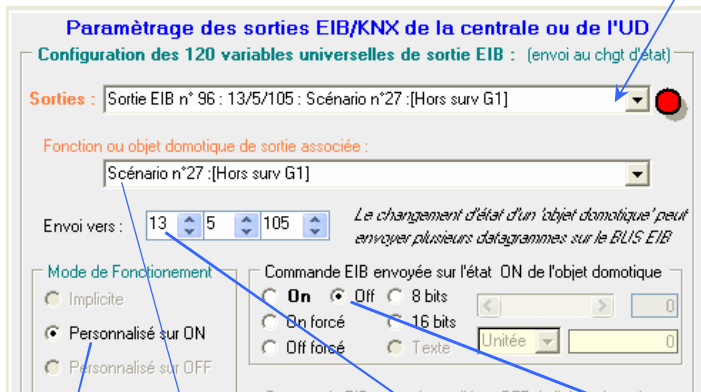 Paramètrage des sorties EIB/KNX de la centrale ou de l'UD
Configuration des 120 variables universelles de sortie EIB : (envoi au chgt d'état)
Sorties : Sortie EIB n° 96 : 13/5/105 : Scénario n°27 :[Hors surv G1]
Fonction ou objet domotique de sortie associée :
Scénario n°27 :[Hors surv G1]
Envoi vers : 13 5 105
Le changement d'état d'un 'objet domotique' peut
envoyer plusieurs datagrammes sur le BUS EIB
Mode de Fonctionement
Implicite
Personnalisé sur ON
Personnalisé sur OFF
Commande EIB envoyée sur l'état ON de l'objet domotique
On Off 8 bits 0
On forcé 16 bits
Off forcé Texte Unitée 0